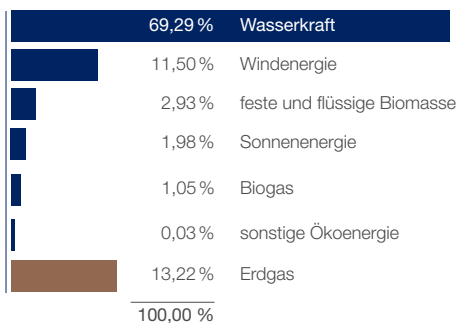 69,29 % Wasserkraft
11,50 % Windenergie
2,93 % feste und flüssige Biomasse
1,98 % Sonnenenergie
1,05 % Biogas
0,03 % sonstige Ökoenergie
13,22 % Erdgas
100,00 %